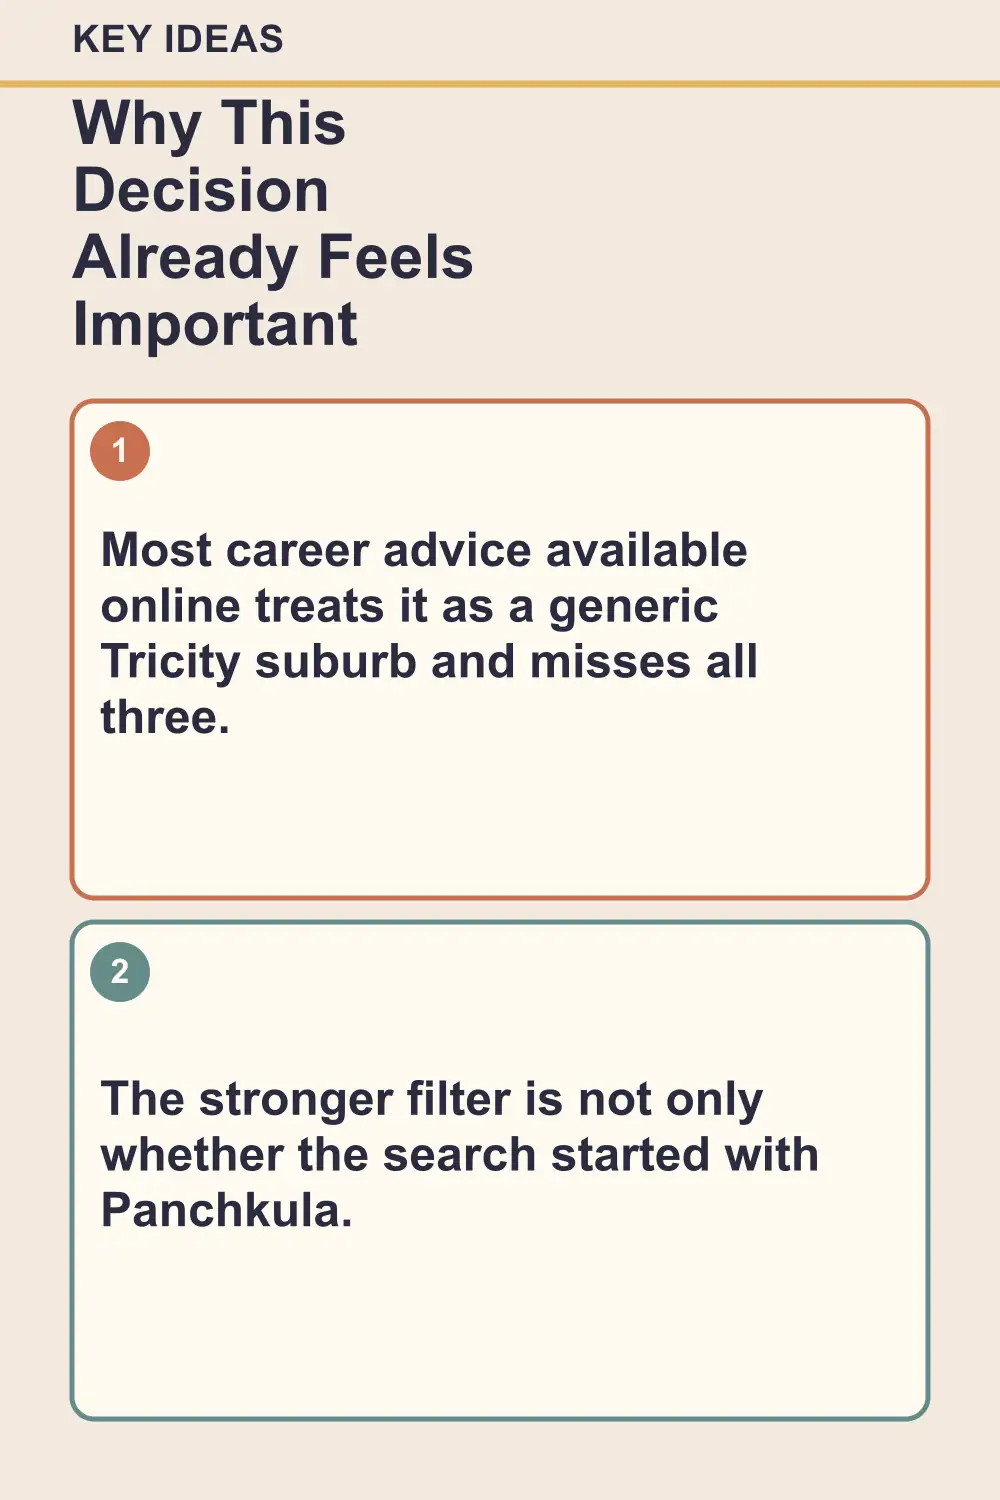 KEY IDEAS
Why This
Decision
Already Feels
Important
1
Most career advice available
online treats it as a generic
Tricity suburb and misses all
three.
2
The stronger filter is not only
whether the search started with
Panchkula.